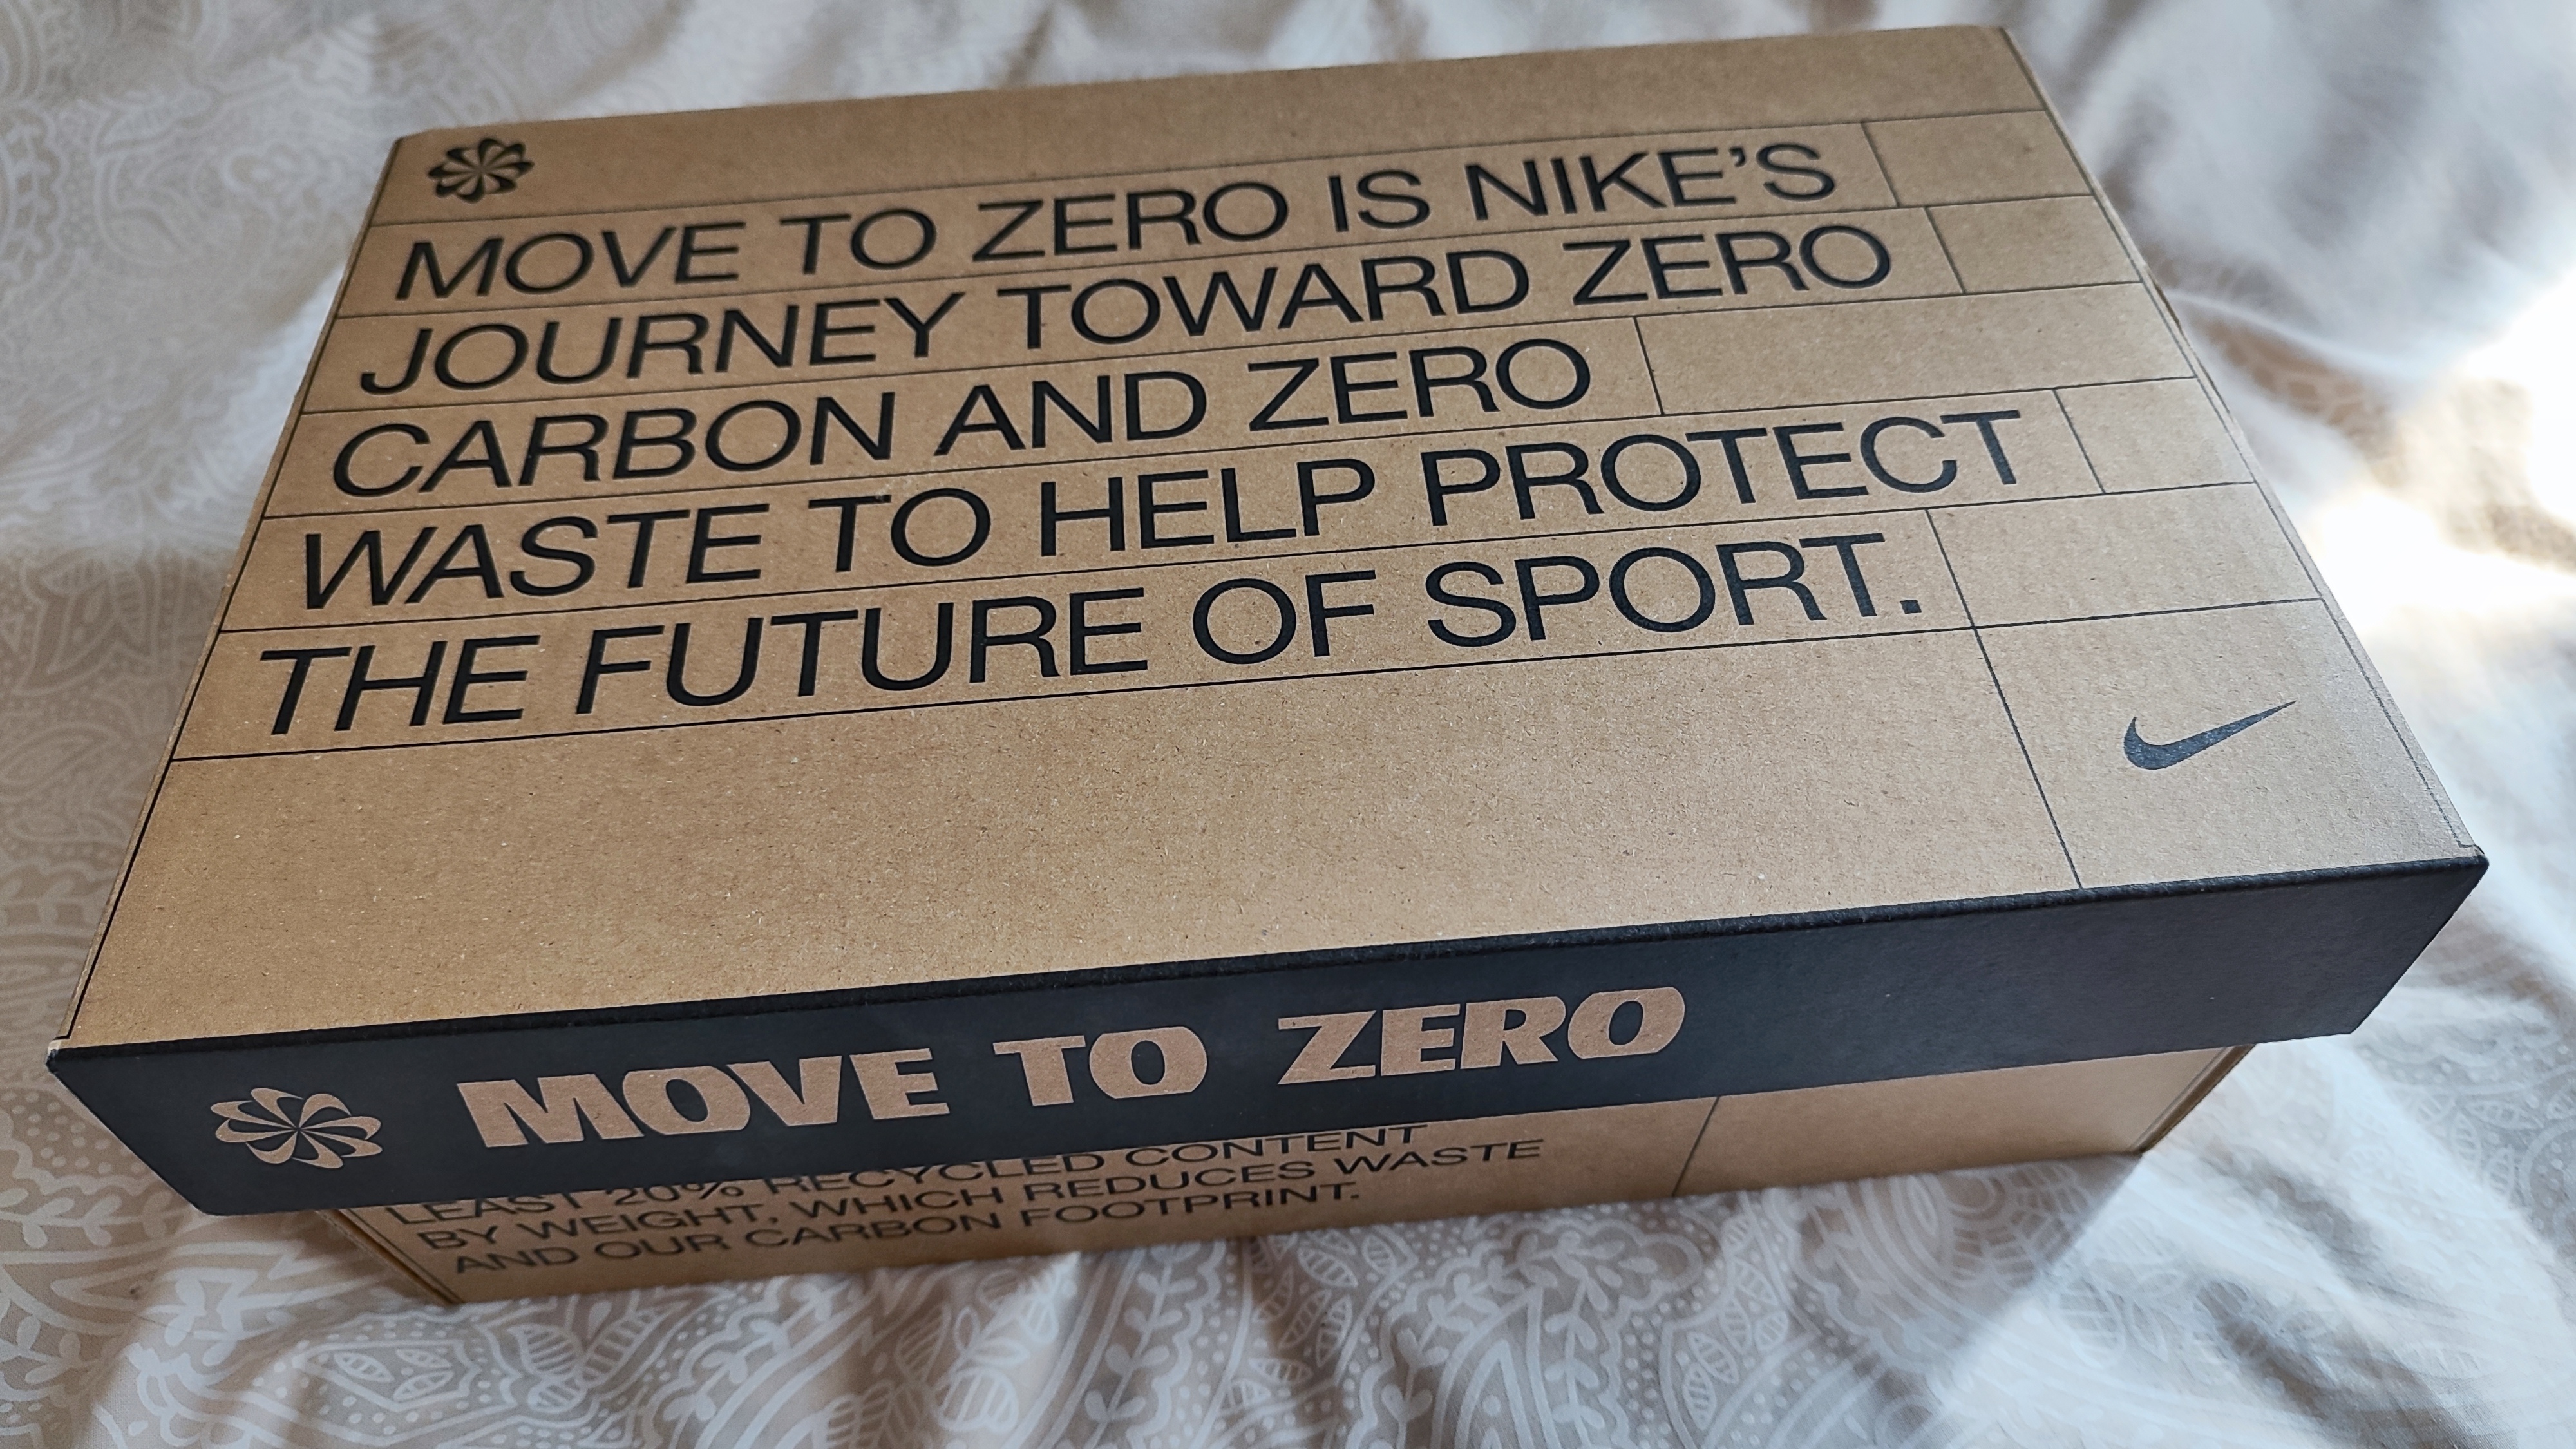 MOVE TO ZERO IS NIKE'S
JOURNEY TOWARD ZERO
CARBON AND ZERO
WASTE TO HELP PROTECT
THE FUTURE OF SPORT.
MOVE TO ZERO
LEAST 20% RECYCLED CONTENT
BY WEIGHT, WHICH REDUCES WASTE
AND OUR CARBON FOOTPRINT.